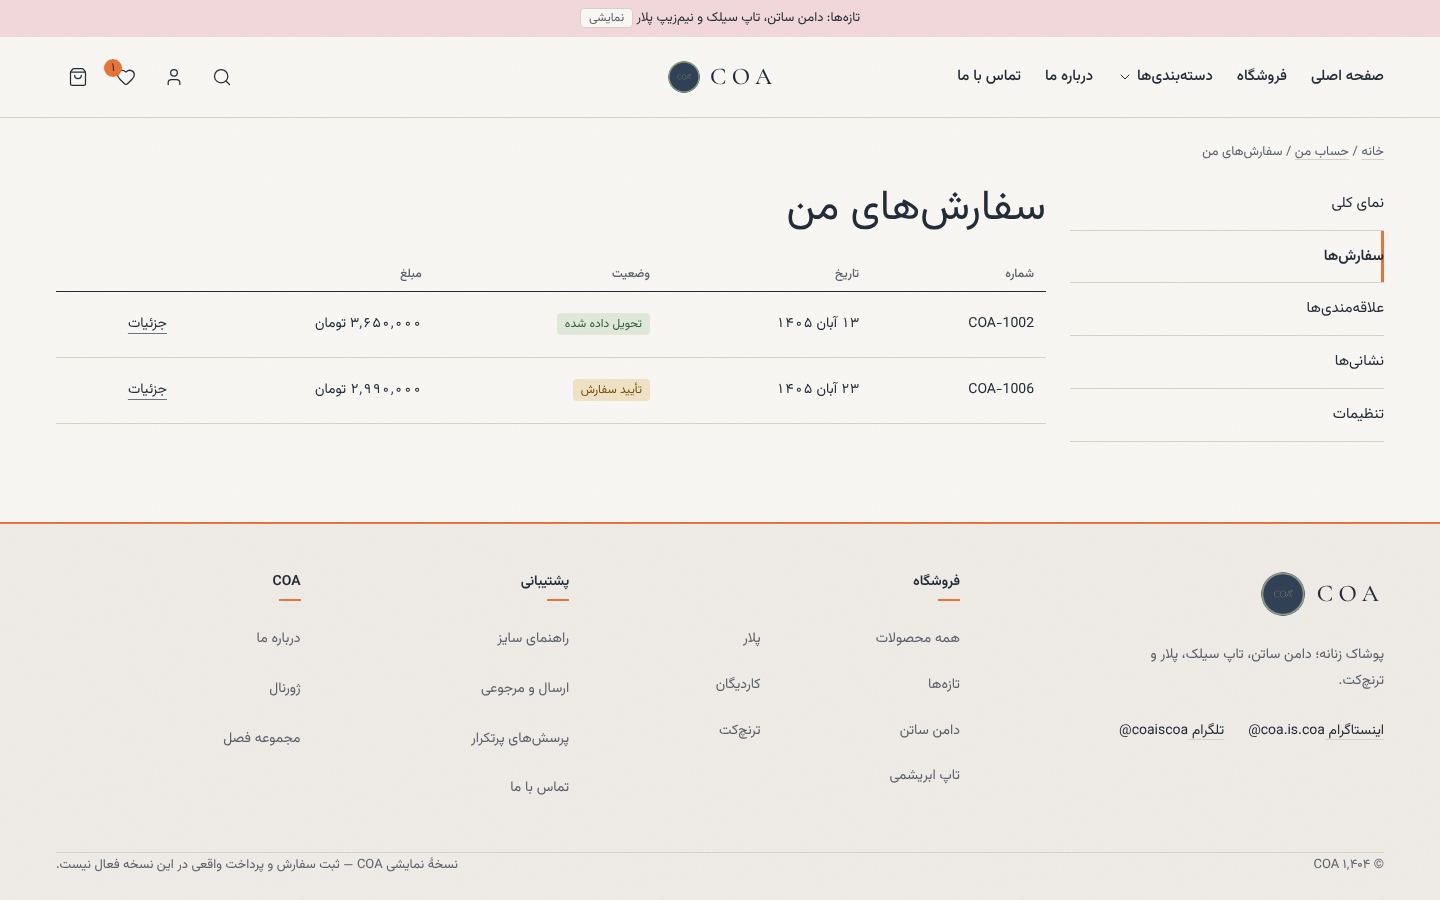 تازه‌ها: دامن ساتن، تاپ سیلک و نیم‌زیپ پلار نمایشی
صفحه اصلی فروشگاه دسته‌بندی‌ها درباره ما تماس با ما
COA
۱
خانه / حساب من / سفارش‌های من
نمای کلی
سفارش‌ها
علاقه‌مندی‌ها
نشانی‌ها
تنظیمات
سفارش‌های من
شماره تاریخ وضعیت مبلغ
COA-1002 ۱۳ آبان ۱۴۰۵ تحویل داده شده ۳,۶۵۰,۰۰۰ تومان جزئیات
COA-1006 ۲۳ آبان ۱۴۰۵ تأیید سفارش ۲,۹۹۰,۰۰۰ تومان جزئیات
COA
پوشاک زنانه؛ دامن ساتن، تاپ سیلک، پلار و
ترنچ‌کت.
اینستاگرام @coa.is.coa تلگرام @coaiscoa
فروشگاه
همه محصولات
تازه‌ها
دامن ساتن
تاپ ابریشمی
پلار
کاردیگان
ترنچ‌کت
پشتیبانی
راهنمای سایز
ارسال و مرجوعی
پرسش‌های پرتکرار
تماس با ما
COA
درباره ما
ژورنال
مجموعه فصل
© ۱,۴۰۴ COA
نسخهٔ نمایشی COA — ثبت سفارش و پرداخت واقعی در این نسخه فعال نیست.